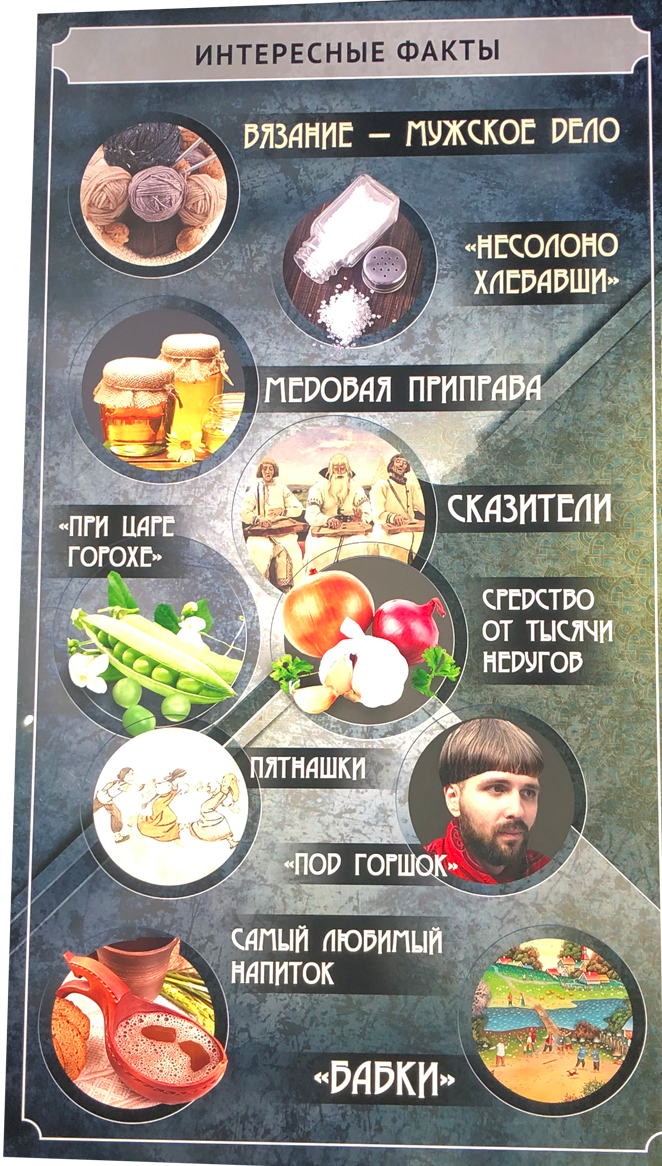 ИНТЕРЕСНЫЕ ФАКТЫ
ВЯЗАНИЕ — МУЖСКОЕ ДЕЛО
«НЕСОЛОНО
ХЛЕБАВШИ»
МЕДОВАЯ ПРИПРАВА
СКАЗИТЕЛИ
«ПРИ ЦАРЕ
ГОРОХЕ»
СРЕДСТВО
ОТ ТЫСЯЧИ
НЕДУГОВ
ПЯТНАШКИ
«ПОД ГОРШОК»
САМЫЙ ЛЮБИМЫЙ
НАПИТОК
«БАБКИ»